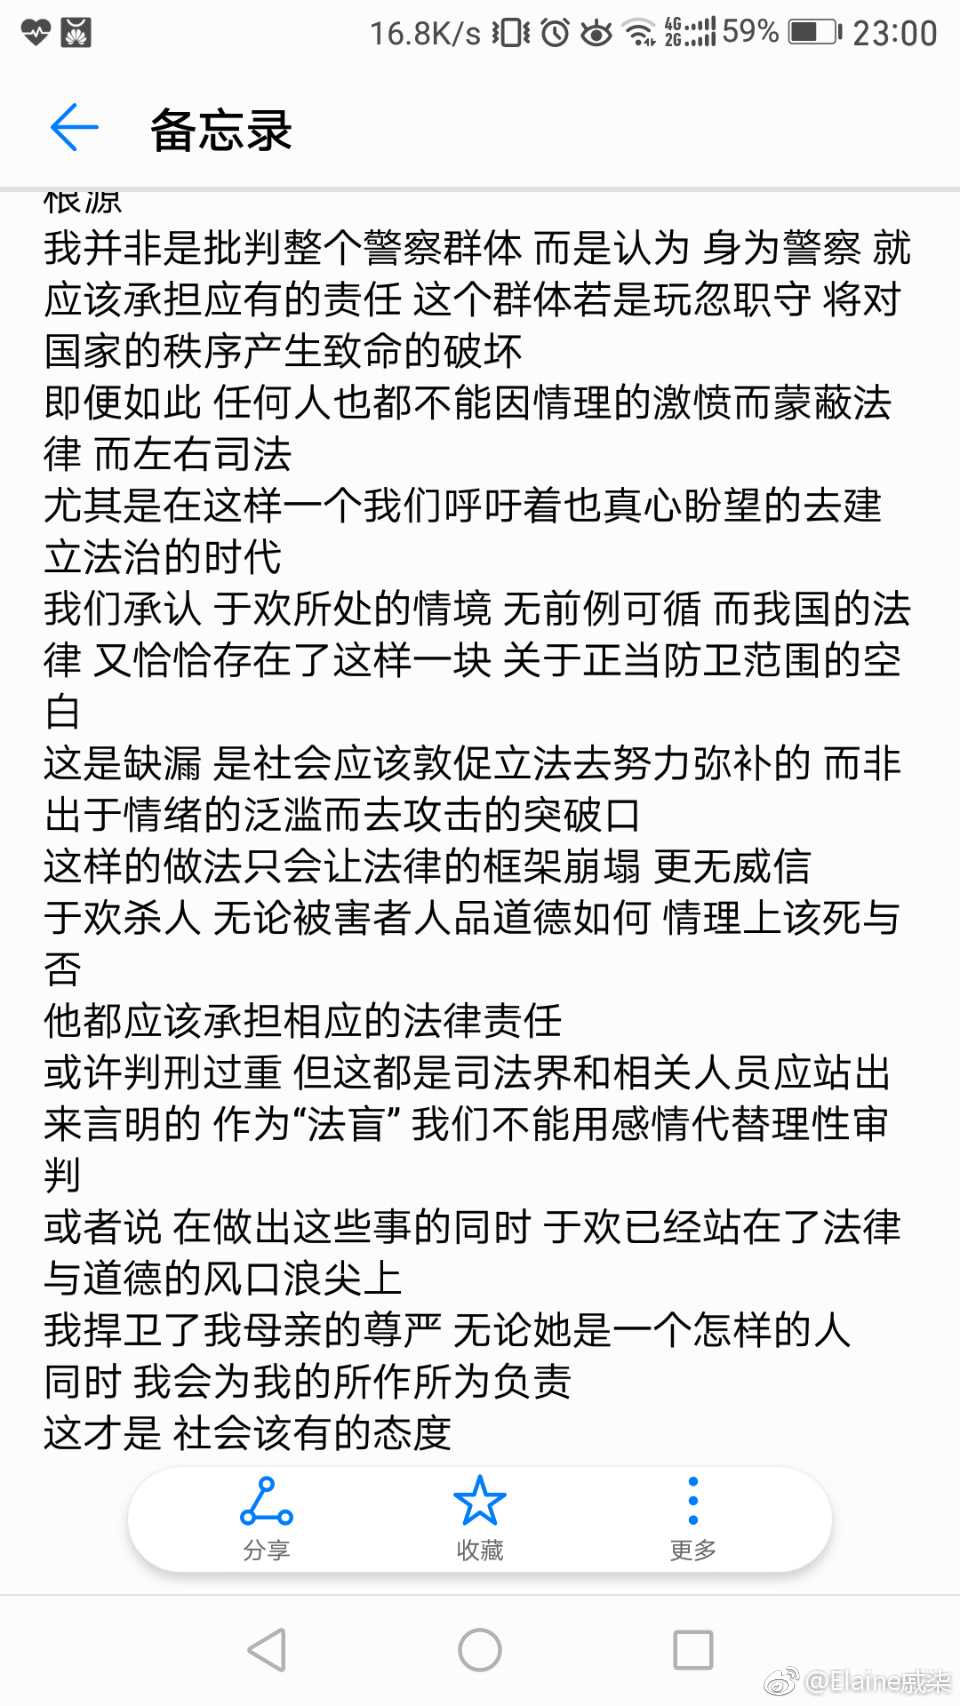 16.8K/s 4G 2G 59% 23:00
备忘录
根源
我并非是批判整个警察群体 而是认为 身为警察 就
应该承担应有的责任 这个群体若是玩忽职守 将对
国家的秩序产生致命的破坏
即便如此 任何人也都不能因情理的激愤而蒙蔽法
律 而左右司法
尤其是在这样一个我们呼吁着也真心盼望的去建
立法治的时代
我们承认 于欢所处的情境 无前例可循 而我国的法
律 又恰恰存在了这样一块 关于正当防卫范围的空
白
这是缺漏 是社会应该敦促立法去努力弥补的 而非
出于情绪的泛滥而去攻击的突破口
这样的做法只会让法律的框架崩塌 更无威信
于欢杀人 无论被害者人品道德如何 情理上该死与
否
他都应该承担相应的法律责任
或许判刑过重 但这都是司法界和相关人员应站出
来言明的 作为“法盲” 我们不能用感情代替理性审
判
或者说 在做出这些事的同时 于欢已经站在了法律
与道德的风口浪尖上
我捍卫了我母亲的尊严 无论她是一个怎样的人
同时 我会为我的所作所为负责
这才是 社会该有的态度
分享 收藏 更多
@Elaine戚柒